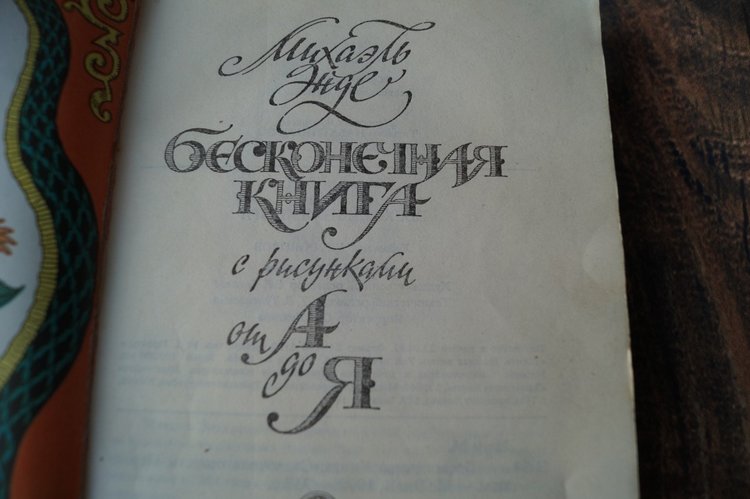 Михаэль
Энде
БЕСКОНЕЧНАЯ
КНИГА
с рисунками
от А
до Я